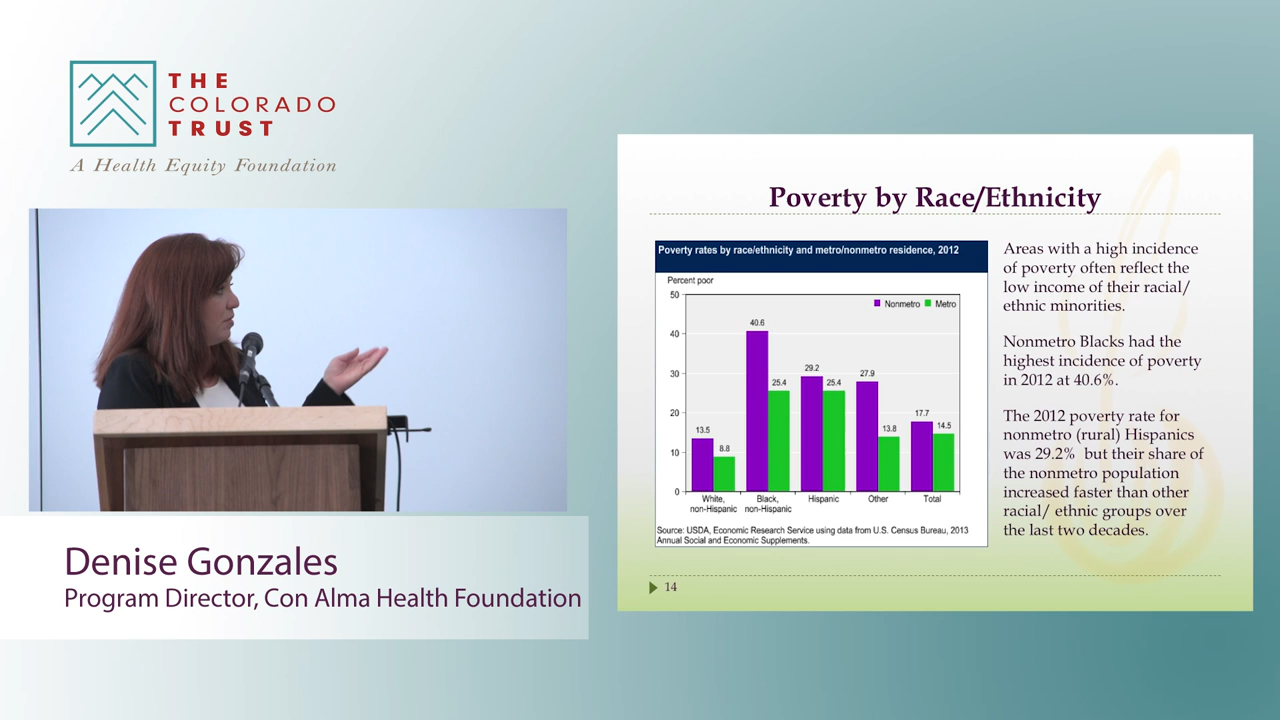 THE
COLORADO
TRUST
A Health Equity Foundation
Denise Gonzales
Program Director, Con Alma Health Foundation
Poverty by Race/Ethnicity
Poverty rates by race/ethnicity and metro/nonmetro residence, 2012
Percent poor
50
40
30
20
10
0
Nonmetro
Metro
13.5
8.8
40.6
25.4
29.2
25.4
27.9
13.8
17.7
14.5
White,
non-Hispanic
Black,
non-Hispanic
Hispanic
Other
Total
Source: USDA, Economic Research Service using data from U.S. Census Bureau, 2013
Annual Social and Economic Supplements.
Areas with a high incidence
of poverty often reflect the
low income of their racial/
ethnic minorities.
Nonmetro Blacks had the
highest incidence of poverty
in 2012 at 40.6%.
The 2012 poverty rate for
nonmetro (rural) Hispanics
was 29.2% but their share of
the nonmetro population
increased faster than other
racial/ ethnic groups over
the last two decades.
14